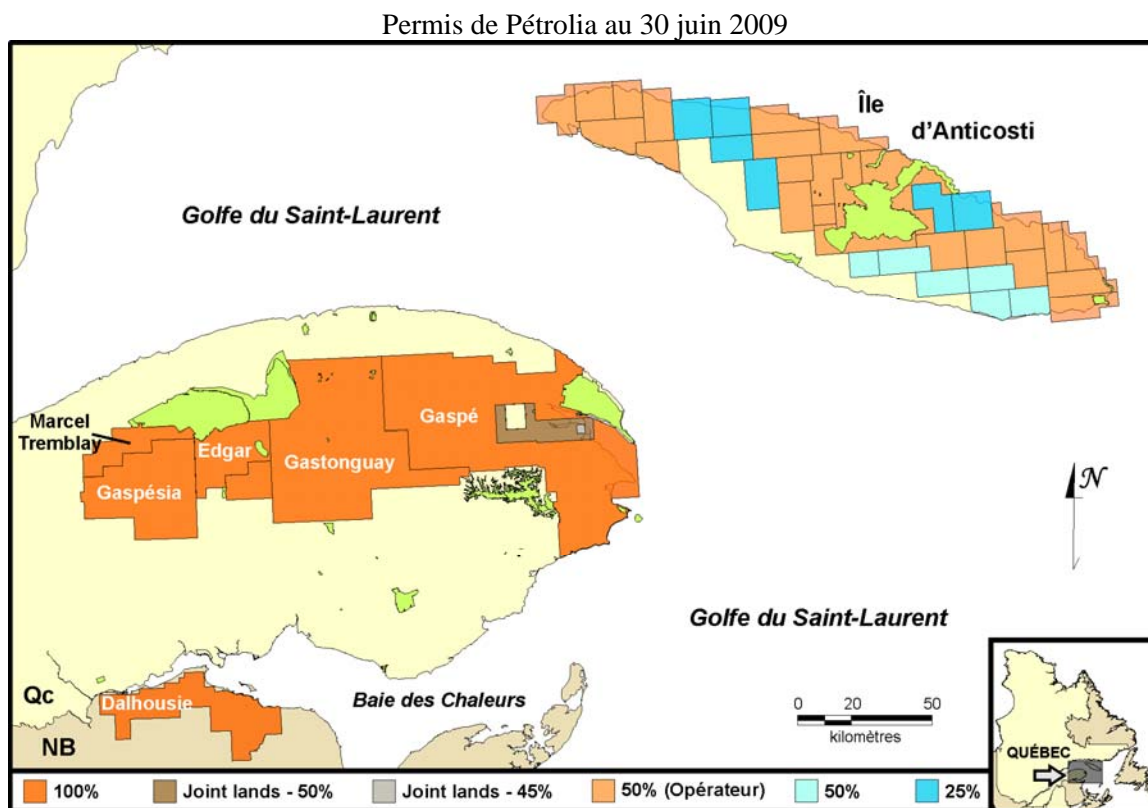 Permis de Pétrolia au 30 juin 2009
Île
d'Anticosti
Golfe du Saint-Laurent
Marcel
Tremblay
Edgar
Gaspé
Gastonguay
Gaspésia
N
Golfe du Saint-Laurent
Qc
Dalhousie
Baie des Chaleurs
NB
0 20 50
kilomètres
QUÉBEC
100%
Joint lands - 50%
Joint lands - 45%
50% (Opérateur)
50%
25%